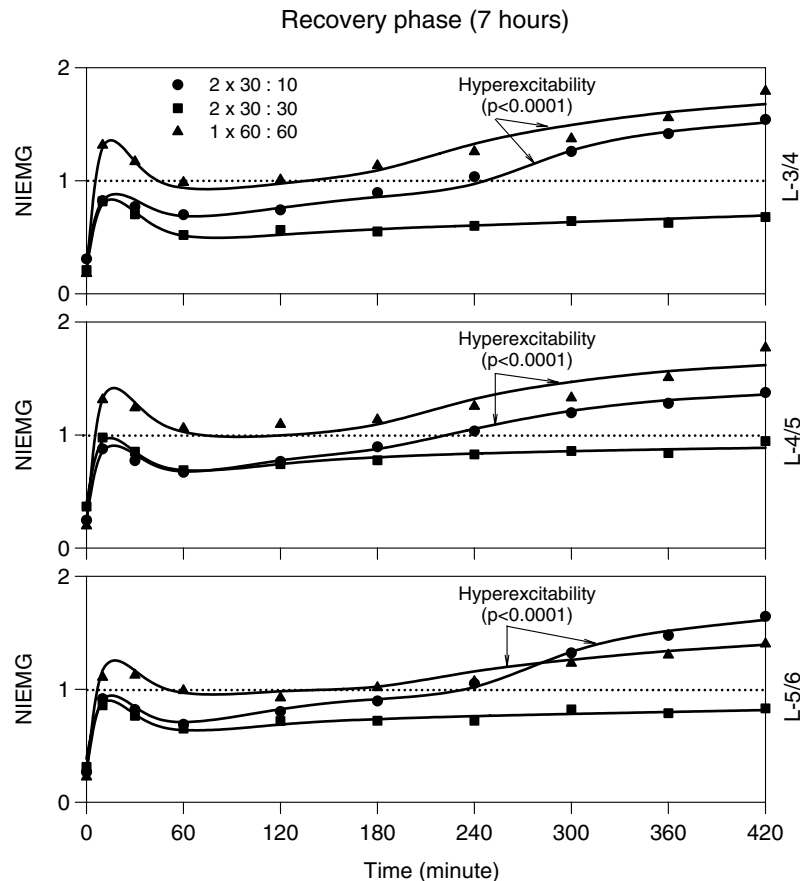 Recovery phase (7 hours)
2
1
0
NIEMG
2 x 30 : 10
2 x 30 : 30
1 x 60 : 60
Hyperexcitability
(p<0.0001)
L-3/4
2
1
0
NIEMG
Hyperexcitability
(p<0.0001)
L-4/5
2
1
0
NIEMG
Hyperexcitability
(p<0.0001)
L-5/6
0 60 120 180 240 300 360 420
Time (minute)